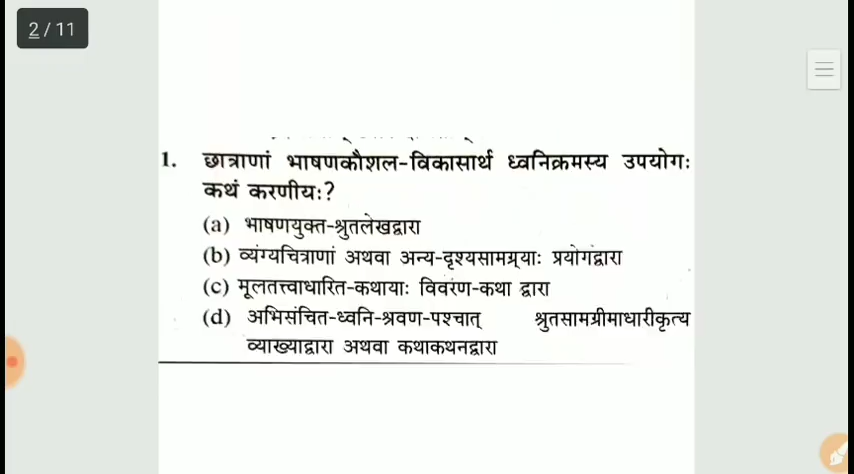 2 / 11
1. छात्राणां भाषणकौशल-विकासार्थ ध्वनिक्रमस्य उपयोगः
कथं करणीयः?
(a) भाषणयुक्त-श्रुतलेखद्वारा
(b) व्यंग्यचित्राणां अथवा अन्य-दृश्यसामग्र्याः प्रयोगद्वारा
(c) मूलतत्त्वाधारित-कथायाः विवरण-कथा द्वारा
(d) अभिसंचित-ध्वनि-श्रवण-पश्चात् श्रुतसामग्रीमाधारीकृत्य
व्याख्याद्वारा अथवा कथाकथनद्वारा